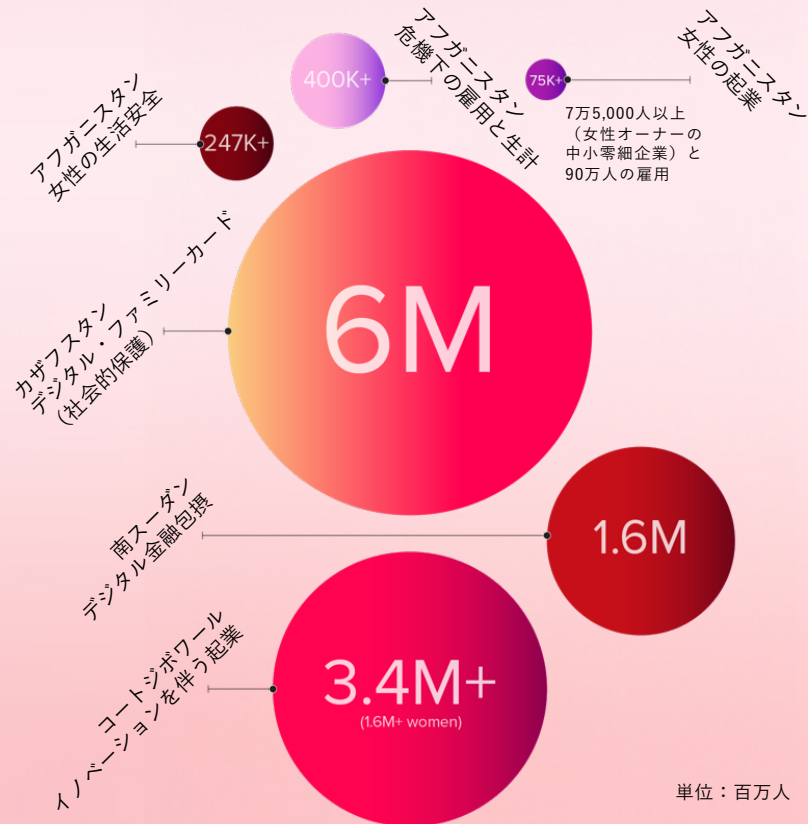 アフガニスタン
女性の生活安全
247K+
400K+
アフガニスタン
危機下の雇用と生計
75K+
アフガニスタン
女性の起業
7万5,000人以上
（女性オーナーの
中小零細企業）と
90万人の雇用
カザフスタン
デジタル・ファミリーカード
（社会的保護）
6M
南スーダン
デジタル金融包摂
1.6M
コートジボワール
イノベーションを伴う起業
3.4M+
(1.6M+ women)
単位：百万人